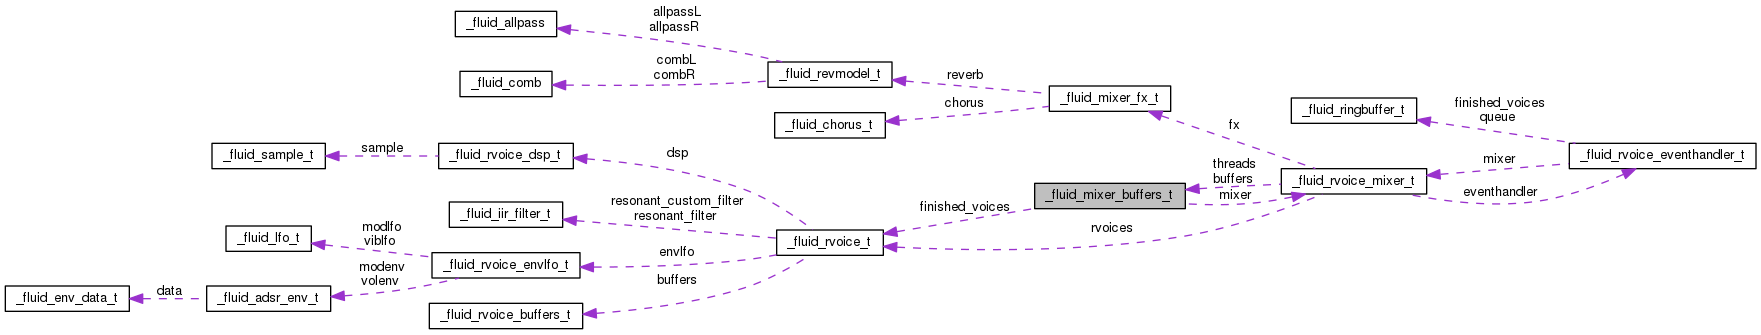 _fluid_allpass
allpassL
allpassR
_fluid_comb
combL
combR
_fluid_revmodel_t
reverb
chorus
_fluid_chorus_t
_fluid_mixer_fx_t
fx
_fluid_ringbuffer_t
finished_voices
queue
_fluid_rvoice_eventhandler_t
mixer
eventhandler
_fluid_rvoice_mixer_t
threads
buffers
mixer
_fluid_mixer_buffers_t
finished_voices
rvoices
_fluid_sample_t
sample
_fluid_rvoice_dsp_t
dsp
_fluid_iir_filter_t
resonant_custom_filter
resonant_filter
_fluid_rvoice_t
_fluid_lfo_t
modlfo
viblfo
_fluid_rvoice_envlfo_t
envlfo
modenv
volenv
_fluid_env_data_t
data
_fluid_adsr_env_t
buffers
_fluid_rvoice_buffers_t